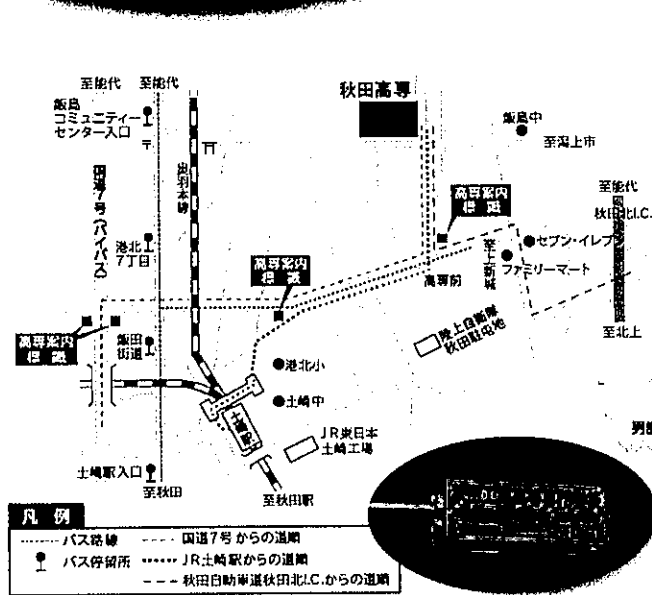 至能代
至能代
飯島
コミュニティー
センター入口
〒
国道7号(バイパス)
奥羽本線
秋田高専
飯島中
至潟上市
高専案内
標識
至能代
秋田北I.C.
セブン・イレブン
ファミリーマート
至上新城
高専前
港北
7丁目
高専案内
標識
高専案内
標識
飯田
街道
陸上自衛隊
秋田駐屯地
至北上
港北小
土崎中
土崎駅
JR東日本
土崎工場
土崎駅入口
至秋田
至秋田駅
凡例
バス路線
国道7号からの道順
バス停留所
JR土崎駅からの道順
秋田自動車道秋田北I.C.からの道順